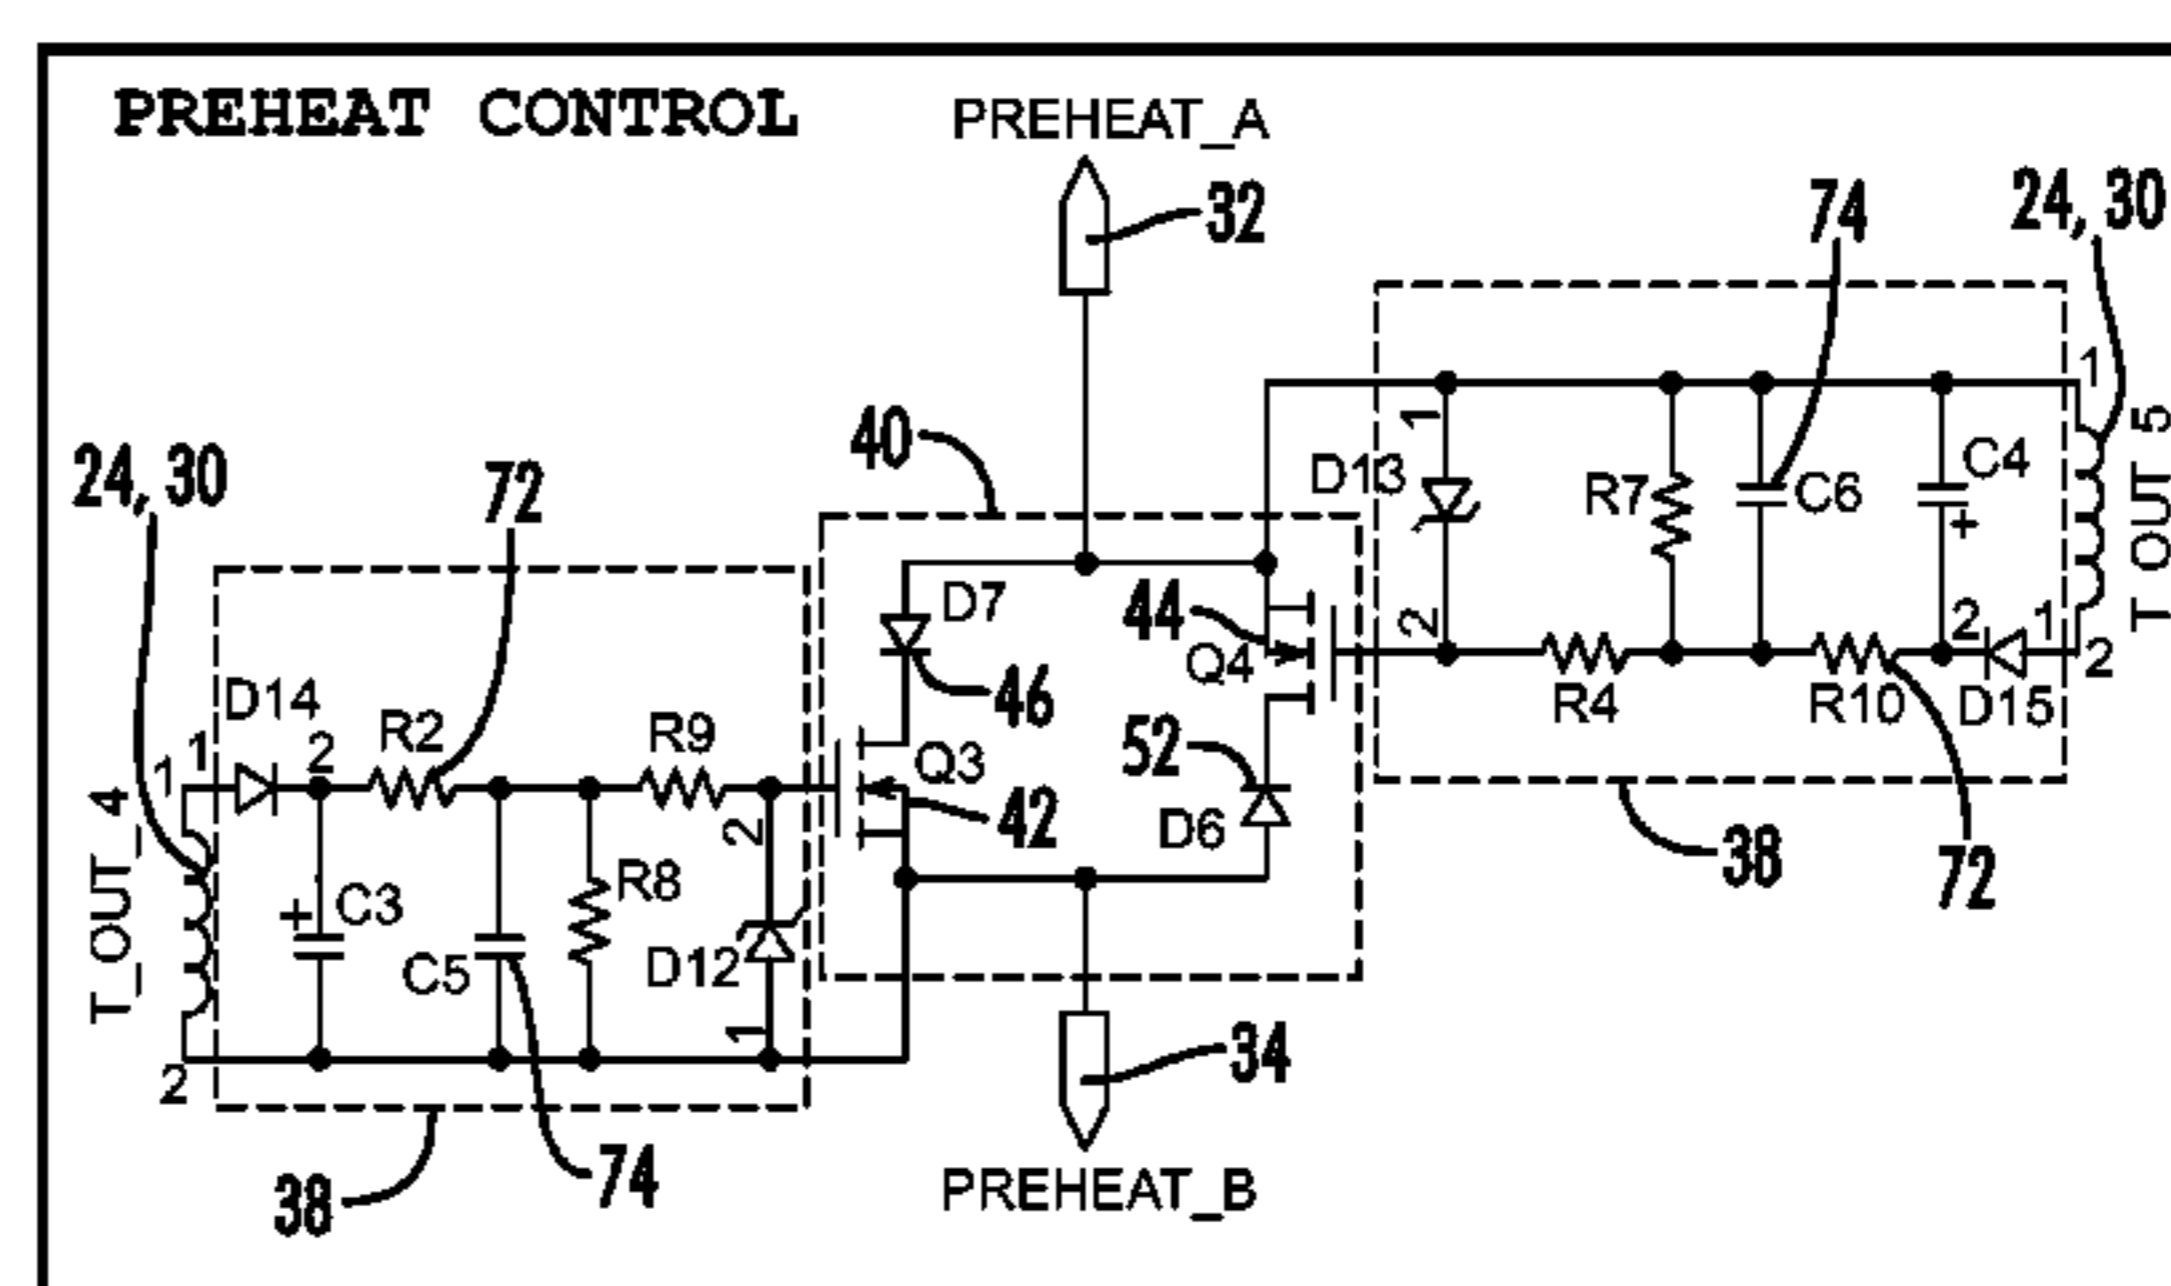 PREHEAT CONTROL
PREHEAT_A
32
74
24, 30
1
T_OUT_5
2
40
D13
1
2
R7
C6
C4
+
R4
R10
2
1
D15
72
38
24, 30
72
D7
46
44
Q4
52
D6
Q3
42
D14
1
1
2
R2
R9
2
T_OUT_4
+
C3
C5
R8
D12
1
2
34
38
74
PREHEAT_B